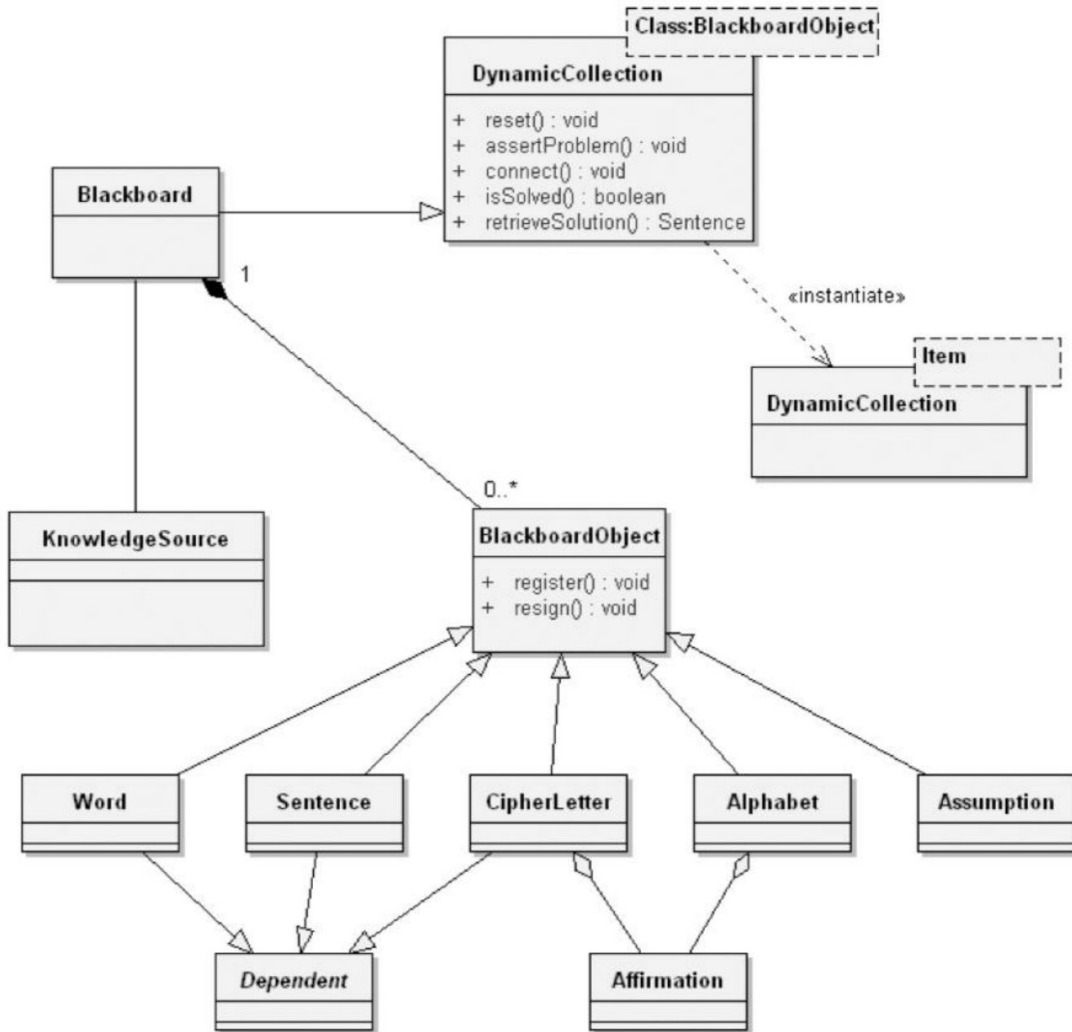 Class:BlackboardObject
DynamicCollection
+ reset() : void
+ assertProblem() : void
+ connect() : void
+ isSolved() : boolean
+ retrieveSolution() : Sentence
Blackboard
1
«instantiate»
Item
DynamicCollection
0..*
KnowledgeSource
BlackboardObject
+ register() : void
+ resign() : void
Word
Sentence
CipherLetter
Alphabet
Assumption
Dependent
Affirmation